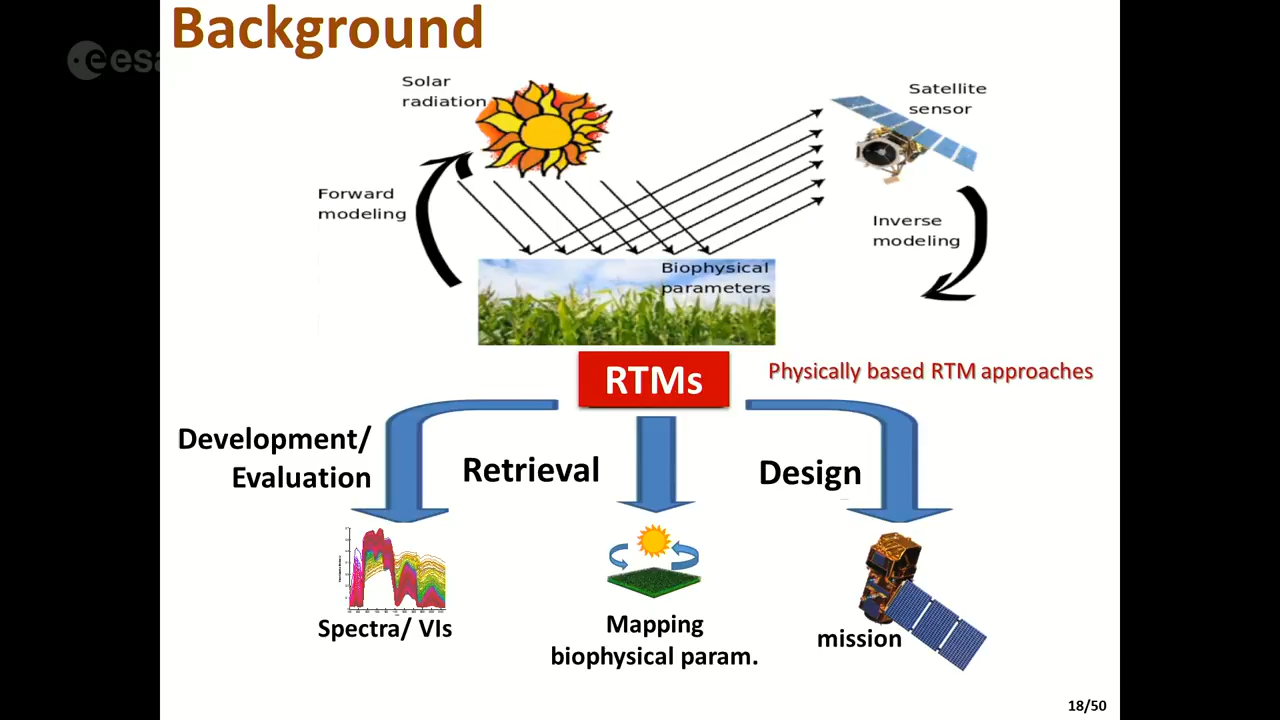 Background
esa
Solar
radiation
Satellite
sensor
Forward
modeling
Inverse
modeling
Biophysical
parameters
RTMs
Physically based RTM approaches
Development/
Evaluation
Retrieval
Design
Spectra/ VIs
Mapping
biophysical param.
mission
18/50